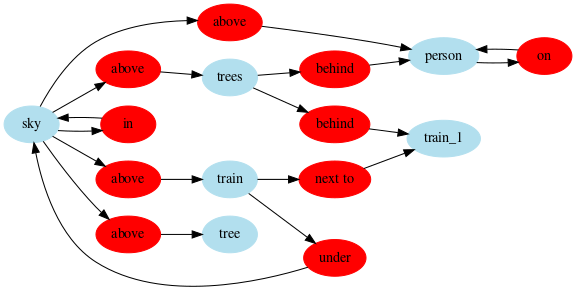 above
above
trees
behind
person
on
sky
in
behind
train_1
above
train
next to
above
tree
under